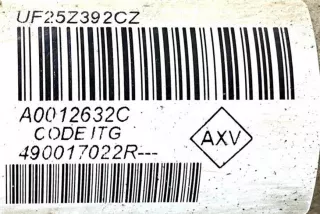 UF25Z392CZ
A0012632C
CODE ITG
AXV
490017022R---